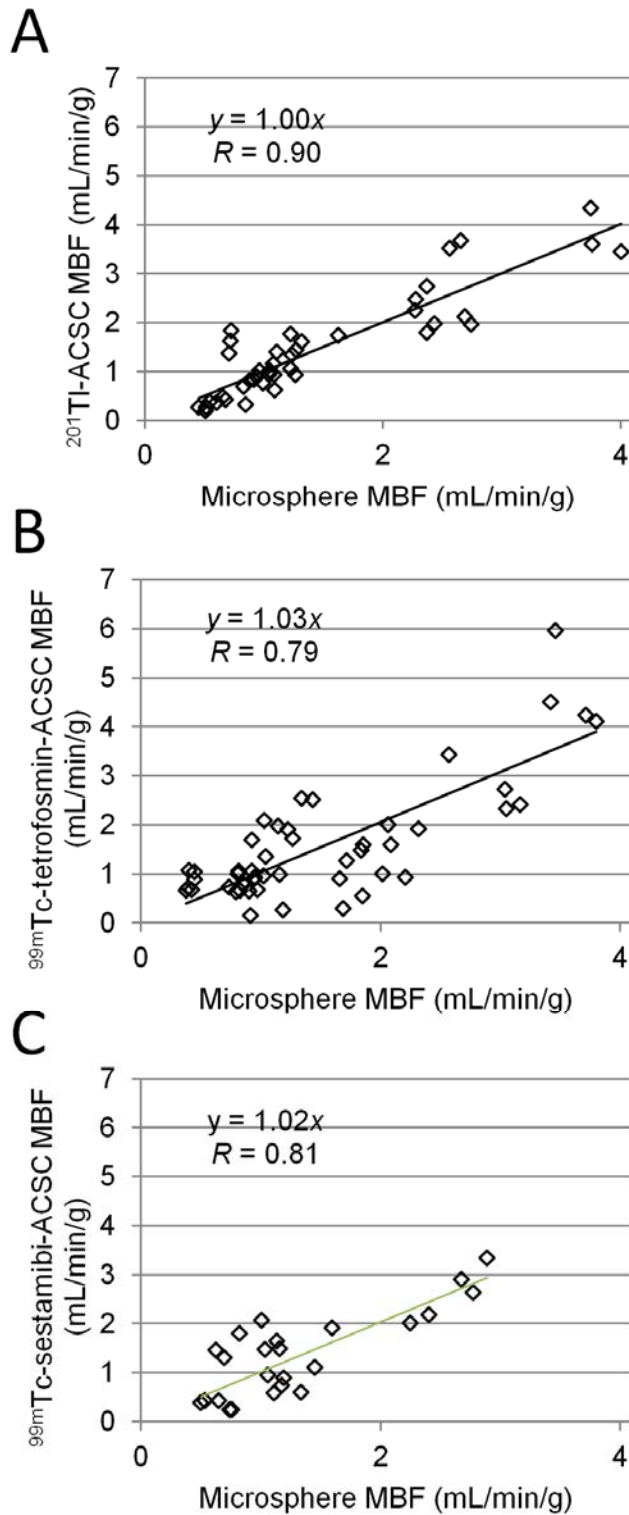 A
7
6
5
4
3
2
1
0
y = 1.00x
R = 0.90
²⁰¹Tl-ACSC MBF (mL/min/g)
0 2 4
Microsphere MBF (mL/min/g)
B
7
6
5
4
3
2
1
0
y = 1.03x
R = 0.79
⁹⁹ᵐTc-tetrofosmin-ACSC MBF
(mL/min/g)
0 2 4
Microsphere MBF (mL/min/g)
C
7
6
5
4
3
2
1
0
y = 1.02x
R = 0.81
⁹⁹ᵐTc-sestamibi-ACSC MBF
(mL/min/g)
0 2 4
Microsphere MBF (mL/min/g)